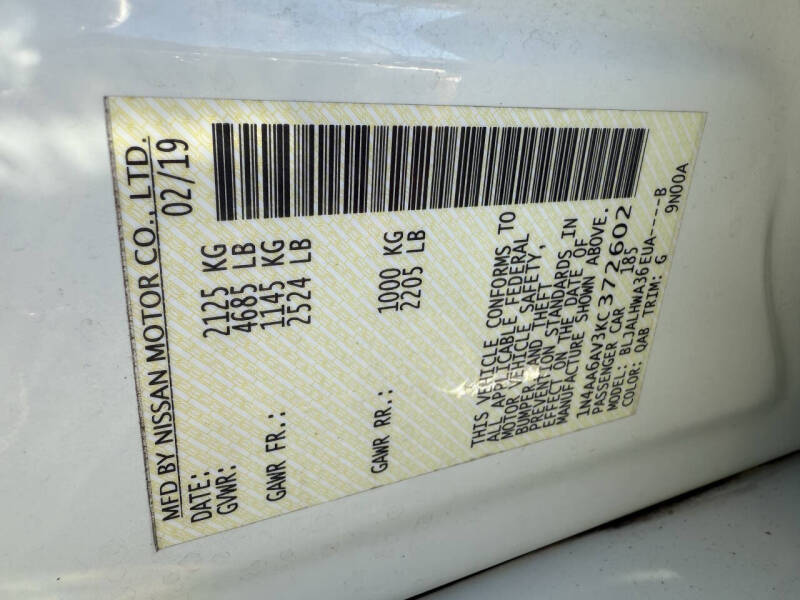 MFD BY NISSAN MOTOR CO., LTD.
DATE: 02/19
GVWR: 2125 KG
4685 LB
GAWR FR.: 1145 KG
2524 LB
GAWR RR.: 1000 KG
2205 LB
THIS VEHICLE CONFORMS TO
ALL APPLICABLE FEDERAL
MOTOR VEHICLE SAFETY,
BUMPER, AND THEFT
PREVENTION STANDARDS IN
EFFECT ON THE DATE OF
MANUFACTURE SHOWN ABOVE.
1N4AA6AV3KC372602
PASSENGER CAR 185
MODEL: BLJALHWA36EUA----B
COLOR: QAB TRIM: G 9N00A